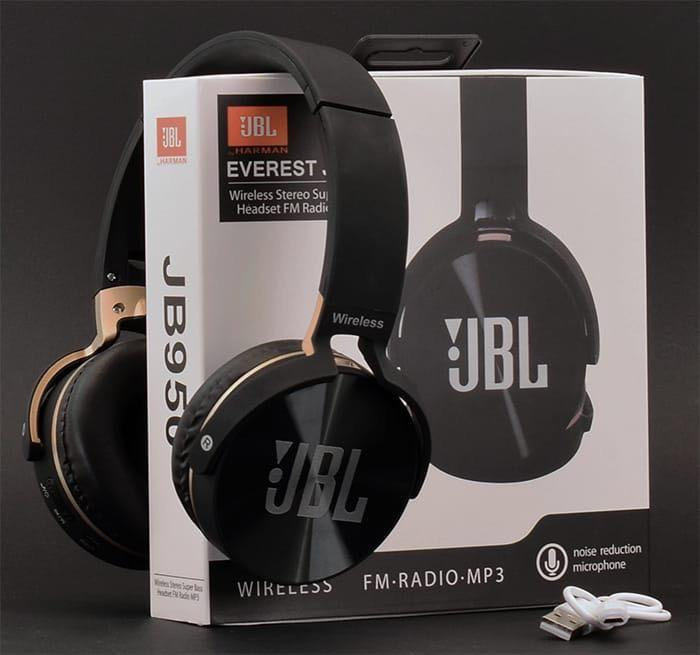 JBL
by HARMAN
JB950
Wireless Stereo Super Bass
Headset FM Radio MP3
JBL
by HARMAN
EVEREST J
Wireless Stereo Sup
Headset FM Radi
Wireless
R
JBL
JBL
WIRELESS
FM·RADIO·MP3
noise reduction
microphone